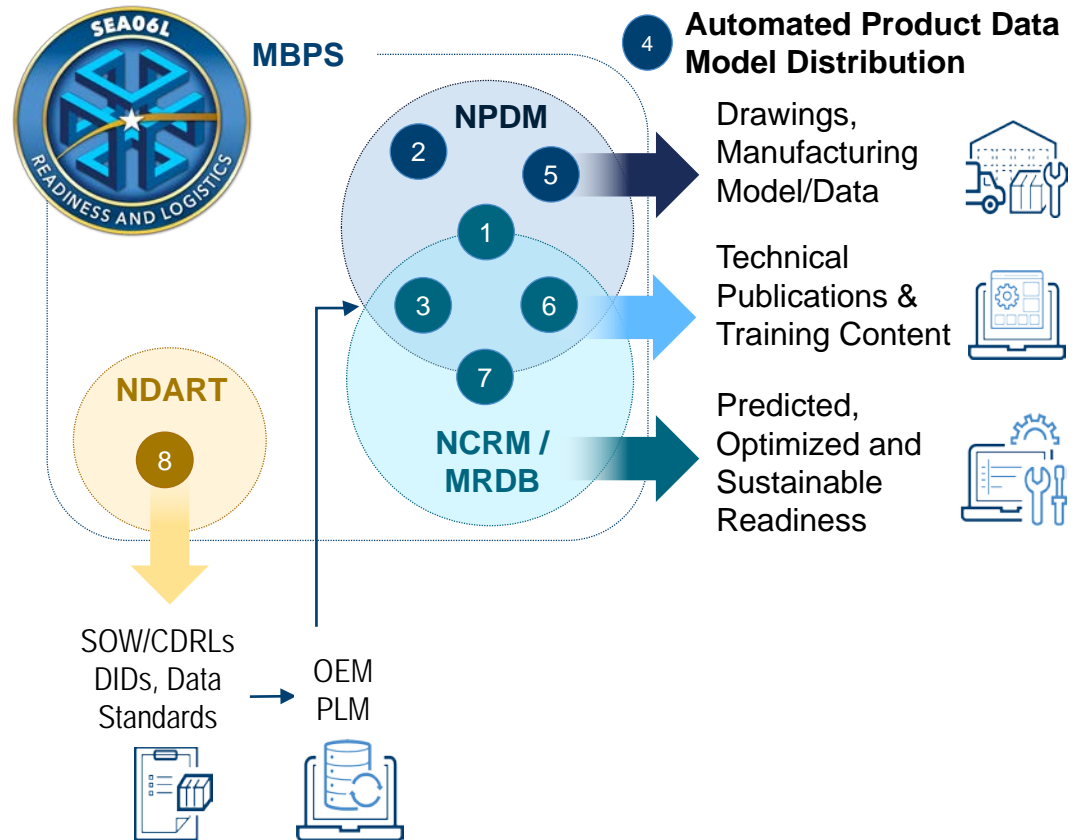 SEA06L
READINESS AND LOGISTICS
MBPS
4
Automated Product Data
Model Distribution
NPDM
2
5
1
3
6
7
NCRM /
MRDB
Drawings,
Manufacturing
Model/Data
Technical
Publications &
Training Content
Predicted,
Optimized and
Sustainable
Readiness
NDART
8
SOW/CDRLs
DIDs, Data
Standards
OEM
PLM